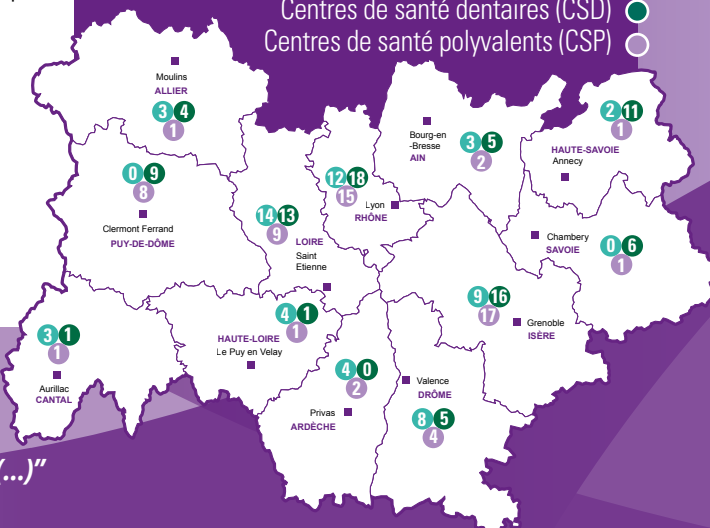 Centres de santé dentaires (CSD)
Centres de santé polyvalents (CSP)
Moulins
ALLIER
3 4
1
Bourg-en
-Bresse
AIN
3 5
2
2 11
1
HAUTE-SAVOIE
Annecy
0 9
8
Clermont Ferrand
PUY-DE-DÔME
14 13
9
LOIRE
Saint
Etienne
12 18
15
Lyon
RHÔNE
Chambery
SAVOIE
0 6
1
9 16
17
Grenoble
ISÈRE
3 1
1
Aurillac
CANTAL
4 1
1
HAUTE-LOIRE
Le Puy en Velay
4 0
2
Privas
ARDÈCHE
Valence
DRÔME
8 5
4
(...)"